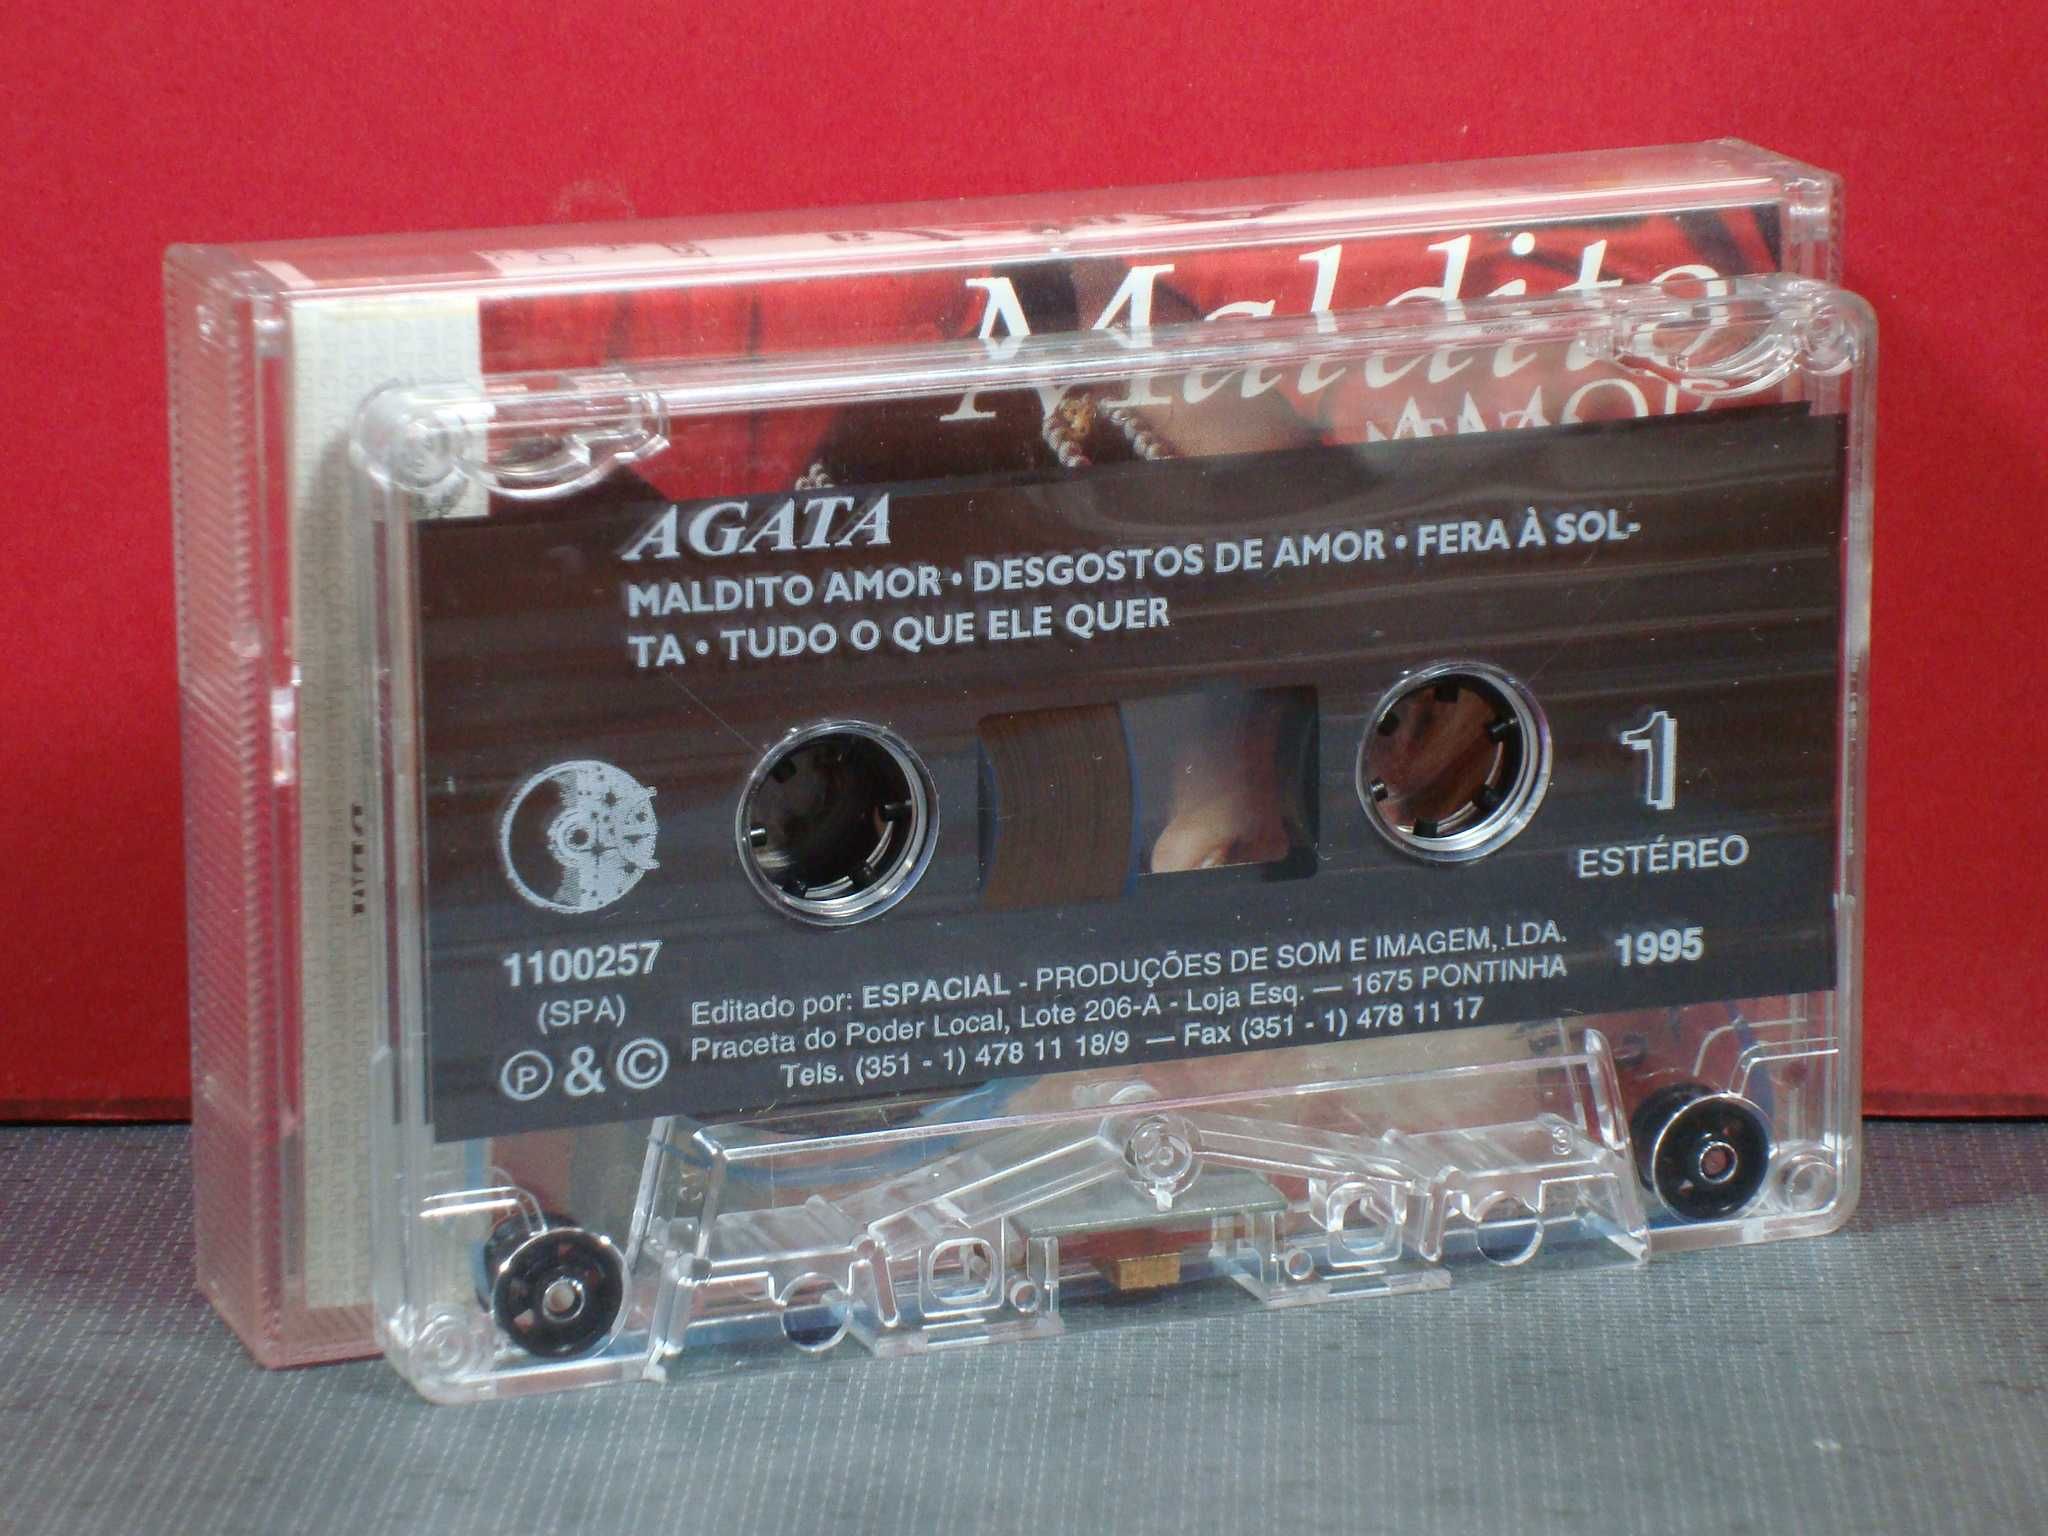 Maldito
AGATA
MALDITO AMOR • DESGOSTOS DE AMOR • FERA À SOL-
TA • TUDO O QUE ELE QUER
1
ESTÉREO
1100257
(SPA)
Ⓟ & ©
Editado por: ESPACIAL - PRODUÇÕES DE SOM E IMAGEM, LDA.
Praceta do Poder Local, Lote 206-A - Loja Esq. — 1675 PONTINHA
Tels. (351 - 1) 478 11 18/9 — Fax (351 - 1) 478 11 17
1995